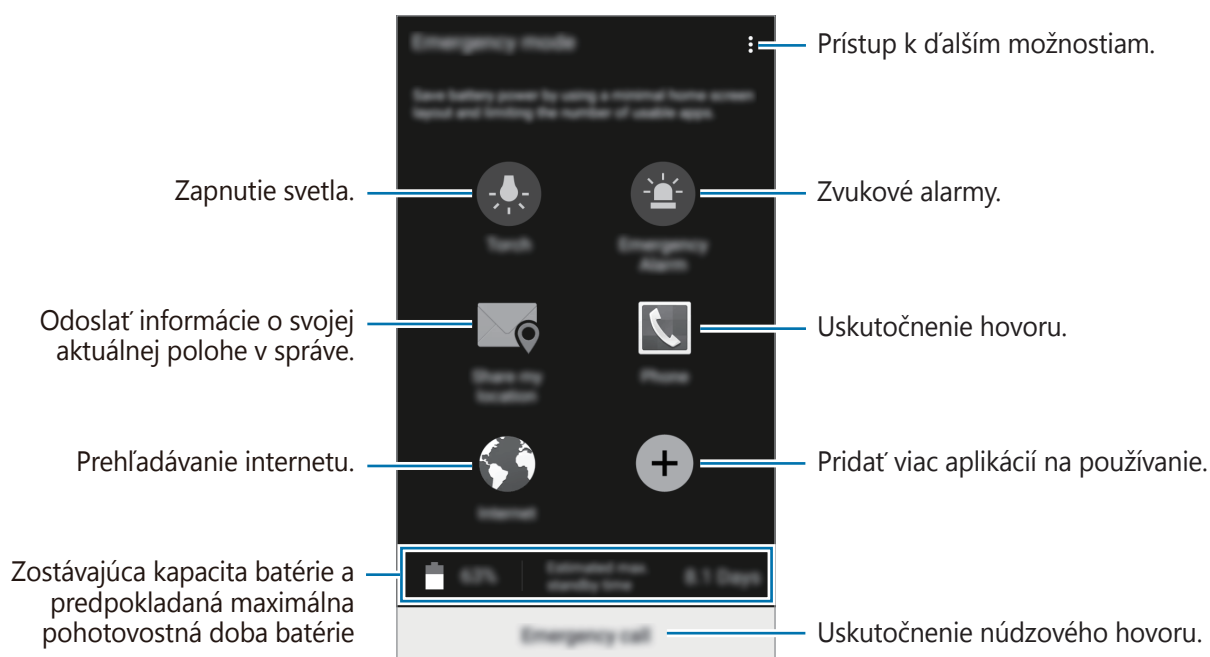 Emergency mode
Prístup k ďalším možnostiam.
Save battery power by using a minimal home screen
layout and limiting the number of usable apps.
Zapnutie svetla.
Zvukové alarmy.
Torch
Emergency
Alarm
Odoslať informácie o svojej
aktuálnej polohe v správe.
Uskutočnenie hovoru.
Share my
location
Phone
Prehľadávanie internetu.
Pridať viac aplikácií na používanie.
Internet
Zostávajúca kapacita batérie a
predpokladaná maximálna
pohotovostná doba batérie
63%
Estimated max.
standby time
8.1 Days
Emergency call
Uskutočnenie núdzového hovoru.